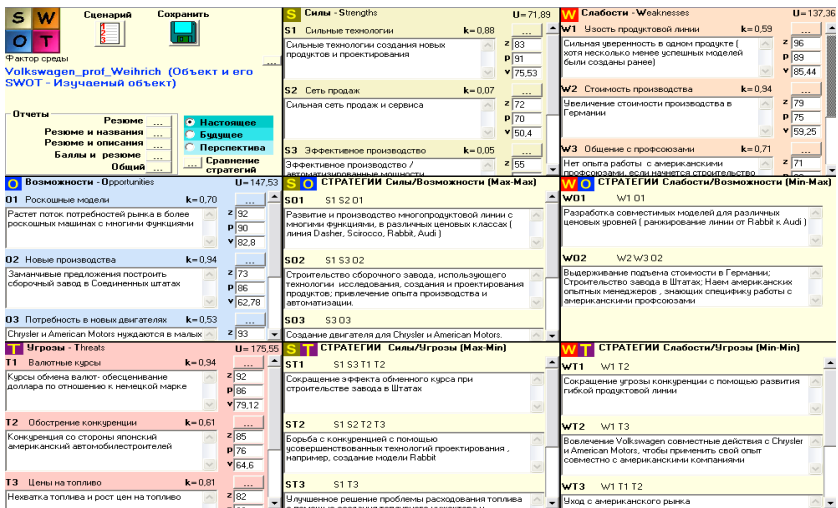 S W
O T
Сценарий
Сохранить
Фактор среды
...
Volkswagen_prof_Weihrich (Объект и его
SWOT - Изучаемый объект)
Отчеты
Резюме ...
Резюме и названия ...
Резюме и описания ...
Баллы и резюме ...
Общий ...
Настоящее
Будущее
Перспектива
... Сравнение
стратегий
S Силы - Strengths U= 71,89
S1 Сильные технологии k= 0,88 ...
Сильные технологии создания новых
продуктов и проектирования
z 83
p 91
v 75,53
S2 Сеть продаж k= 0,07 ...
Сильная сеть продаж и сервиса
z 72
p 70
v 50,4
S3 Эффективное производство k= 0,05 ...
Эффективное производство /
автоматизированные мощности
z 55
W Слабости - Weaknesses U= 137,36
W1 Узость продуктовой линии k= 0,59 ...
Сильная уверенность в одном продукте (
хотя несколько менее успешных моделей
были созданы ранее)
z 96
p 89
v 85,44
W2 Стоимость производства k= 0,94 ...
Увеличение стоимости производства в
Германии
z 79
p 75
v 59,25
W3 Общение с профсоюзами k= 0,71 ...
Нет опыта работы с американскими
профсоюзами, если начнется строительство
z 71
O Возможности - Opportunities U= 147,53
O1 Роскошные модели k= 0,70 ...
Растет поток потребностей рынка в более
роскошных машинах с многими функциями
z 92
p 90
v 82,8
O2 Новые производства k= 0,94 ...
Заманчивые предложения построить
сборочный завод в Соединенных штатах
z 73
p 86
v 62,78
O3 Потребность в новых двигателях k= 0,53 ...
Chrysler и American Motors нуждаются в малых
z 93
S O СТРАТЕГИИ Силы/Возможности (Max-Max)
SO1 S1 S2 O1
Развитие и производство многопродуктовой линии с
многими функциями, в различных ценовых классах (
линия Dasher, Scirocco, Rabbit, Audi )
SO2 S1 S3 O2
Строительство сборочного завода, использующего
технологии исследования, создания и проектирования
продуктов; привлечение опыта производства и
автоматизации.
SO3 S3 O3
Создание двигателя для Chrysler и American Motors.
W O СТРАТЕГИИ Слабости/Возможности (Min-Max)
WO1 W1 O1
Разработка совместимых моделей для различных
ценовых уровней ( ранжирование линии от Rabbit к Audi )
WO2 W2 W3 O2
Выдерживание подъема стоимости в Германии;
Строительство завода в Штатах; Наем американских
опытных менеджеров , знающих специфику работы с
американскими профсоюзами
T Угрозы - Threats U= 175,55
T1 Валютные курсы k= 0,94 ...
Курсы обмена валют- обесценивание
доллара по отношению к немецкой марке
z 92
p 86
v 79,12
T2 Обострение конкуренции k= 0,61 ...
Конкуренция со стороны японский
американский автомобилестроителей
z 85
p 76
v 64,6
T3 Цены на топливо k= 0,81 ...
Нехватка топлива и рост цен на топливо
z 82
S T СТРАТЕГИИ Силы/Угрозы (Max-Min)
ST1 S1 S3 T1 T2
Сокращение эффекта обменного курса при
строительстве завода в Штатах
ST2 S1 S2 T2 T3
Борьба с конкуренцией с помощью
усовершенствованных технологий проектирования ,
например, создание модели Rabbit
ST3 S1 T3
Улучшенное решение проблемы расходования топлива
W T СТРАТЕГИИ Слабости/Угрозы (Min-Min)
WT1 W1 T2
Сокращение угрозы конкуренции с помощью развития
гибкой продуктовой линии
WT2 W1 T3
Вовлечение Volkswagen совместные действия с Chrysler
и American Motors, чтобы применить свой опыт
совместно с американскими компаниями
WT3 W1 T1 T2
Уход с американского рынка